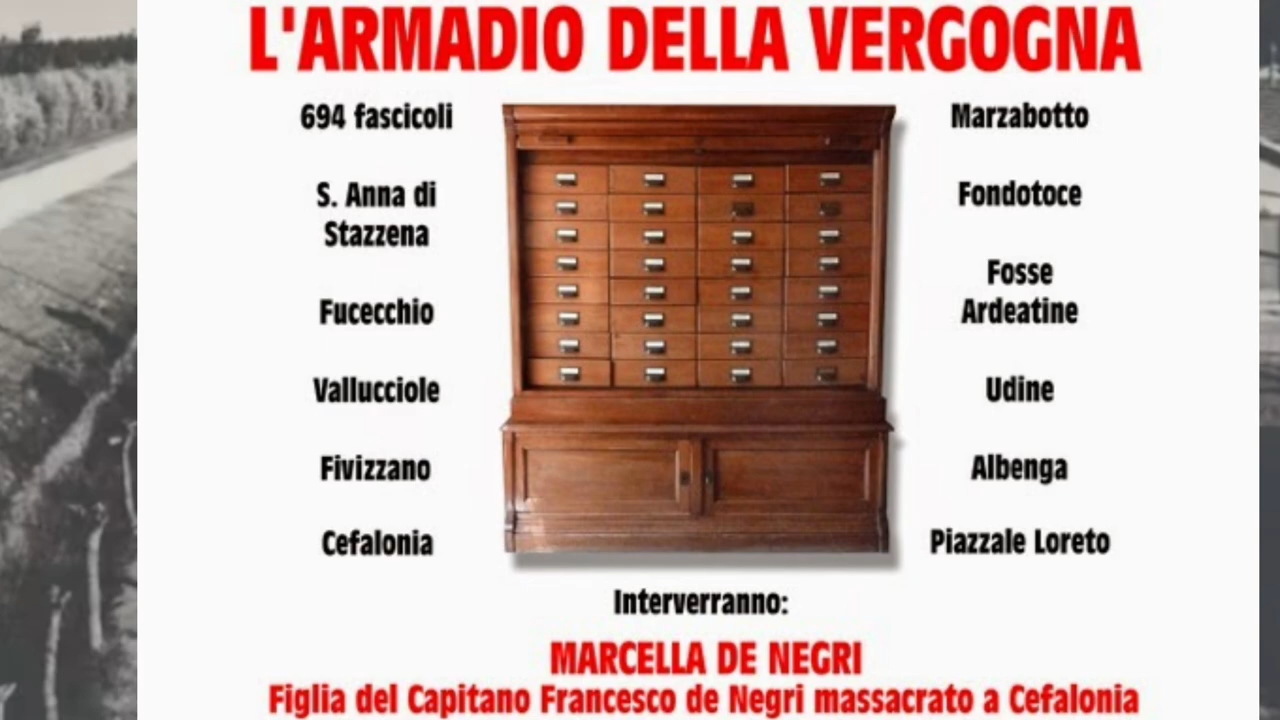 L'ARMADIO DELLA VERGOGNA
694 fascicoli
S. Anna di
Stazzena
Fucecchio
Vallucciole
Fivizzano
Cefalonia
Marzabotto
Fondotoce
Fosse
Ardeatine
Udine
Albenga
Piazzale Loreto
Interverranno:
MARCELLA DE NEGRI
Figlia del Capitano Francesco de Negri massacrato a Cefalonia